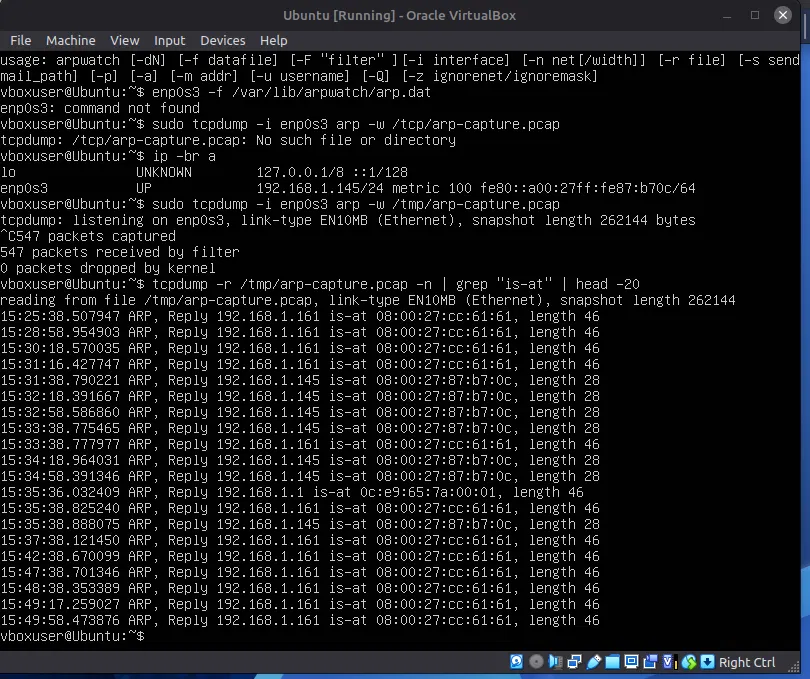 Ubuntu [Running] - Oracle VirtualBox
File Machine View Input Devices Help
usage: arpwatch [-dN] [-f datafile] [-F "filter" ][-i interface] [-n net[/width]] [-r file] [-s send
mail_path] [-p] [-a] [-m addr] [-u username] [-Q] [-z ignorenet/ignoremask]
vboxuser@Ubuntu:~$ enp0s3 -f /var/lib/arpwatch/arp.dat
enp0s3: command not found
vboxuser@Ubuntu:~$ sudo tcpdump -i enp0s3 arp -w /tcp/arp-capture.pcap
tcpdump: /tcp/arp-capture.pcap: No such file or directory
vboxuser@Ubuntu:~$ ip -br a
lo UNKNOWN 127.0.0.1/8 ::1/128
enp0s3 UP 192.168.1.145/24 metric 100 fe80::a00:27ff:fe87:b70c/64
vboxuser@Ubuntu:~$ sudo tcpdump -i enp0s3 arp -w /tmp/arp-capture.pcap
tcpdump: listening on enp0s3, link-type EN10MB (Ethernet), snapshot length 262144 bytes
^C547 packets captured
547 packets received by filter
0 packets dropped by kernel
vboxuser@Ubuntu:~$ tcpdump -r /tmp/arp-capture.pcap -n | grep "is-at" | head -20
reading from file /tmp/arp-capture.pcap, link-type EN10MB (Ethernet), snapshot length 262144
15:25:38.507947 ARP, Reply 192.168.1.161 is-at 08:00:27:cc:61:61, length 46
15:28:58.954903 ARP, Reply 192.168.1.161 is-at 08:00:27:cc:61:61, length 46
15:30:18.570035 ARP, Reply 192.168.1.161 is-at 08:00:27:cc:61:61, length 46
15:31:16.427747 ARP, Reply 192.168.1.161 is-at 08:00:27:cc:61:61, length 46
15:31:38.790221 ARP, Reply 192.168.1.145 is-at 08:00:27:87:b7:0c, length 28
15:32:18.391667 ARP, Reply 192.168.1.145 is-at 08:00:27:87:b7:0c, length 28
15:32:58.586860 ARP, Reply 192.168.1.145 is-at 08:00:27:87:b7:0c, length 28
15:33:38.775465 ARP, Reply 192.168.1.145 is-at 08:00:27:87:b7:0c, length 28
15:33:38.777977 ARP, Reply 192.168.1.161 is-at 08:00:27:cc:61:61, length 46
15:34:18.964031 ARP, Reply 192.168.1.145 is-at 08:00:27:87:b7:0c, length 28
15:34:58.391346 ARP, Reply 192.168.1.145 is-at 08:00:27:87:b7:0c, length 28
15:35:36.032409 ARP, Reply 192.168.1.1 is-at 0c:e9:65:7a:00:01, length 46
15:35:38.825240 ARP, Reply 192.168.1.161 is-at 08:00:27:cc:61:61, length 46
15:35:38.888075 ARP, Reply 192.168.1.145 is-at 08:00:27:87:b7:0c, length 28
15:37:38.121450 ARP, Reply 192.168.1.161 is-at 08:00:27:cc:61:61, length 46
15:42:38.670099 ARP, Reply 192.168.1.161 is-at 08:00:27:cc:61:61, length 46
15:47:38.701346 ARP, Reply 192.168.1.161 is-at 08:00:27:cc:61:61, length 46
15:48:38.353389 ARP, Reply 192.168.1.161 is-at 08:00:27:cc:61:61, length 46
15:49:17.259027 ARP, Reply 192.168.1.161 is-at 08:00:27:cc:61:61, length 46
15:49:58.473876 ARP, Reply 192.168.1.161 is-at 08:00:27:cc:61:61, length 46
vboxuser@Ubuntu:~$
Right Ctrl